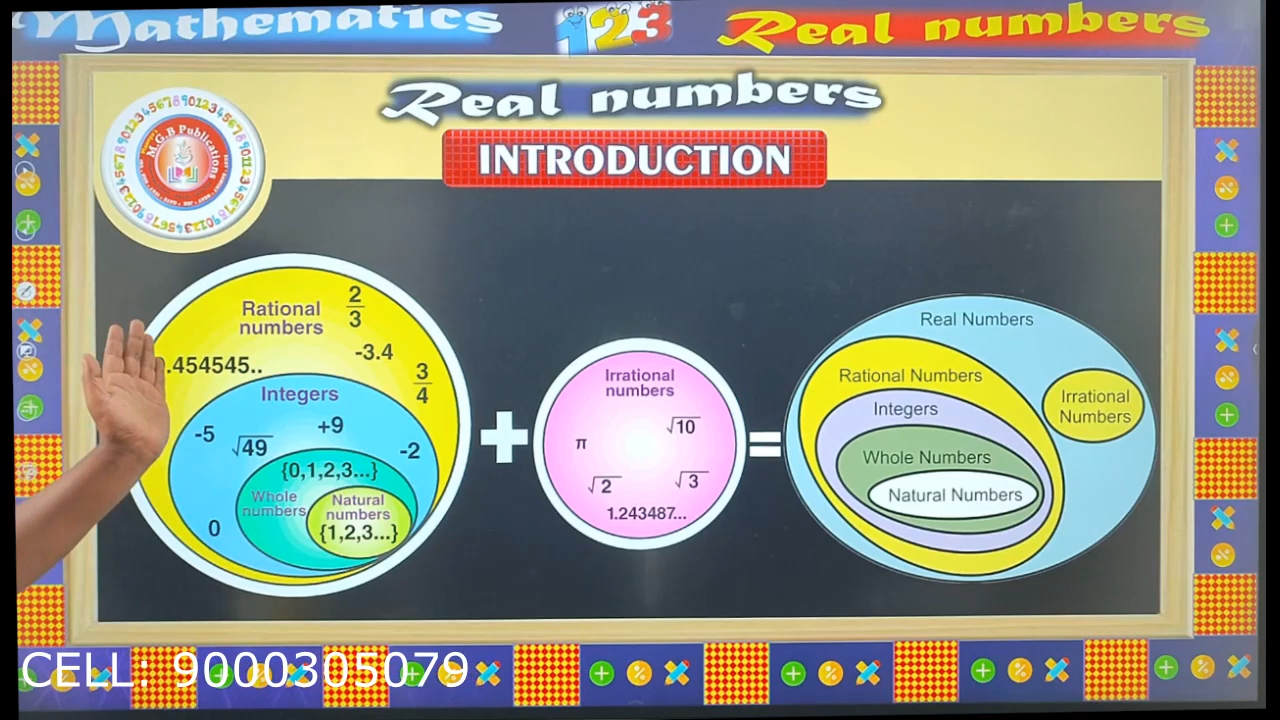 Mathematics
123
Real numbers
Real numbers
INTRODUCTION
M.G.B Publications
Rational
numbers
2
3
.454545..
-3.4
3
4
Integers
-5
√49
+9
-2
{0,1,2,3...}
Whole
numbers
Natural
numbers
{1,2,3...}
0
+
Irrational
numbers
π
√10
√2
√3
1.243487...
=
Real Numbers
Rational Numbers
Irrational
Numbers
Integers
Whole Numbers
Natural Numbers
CELL: 9000305079